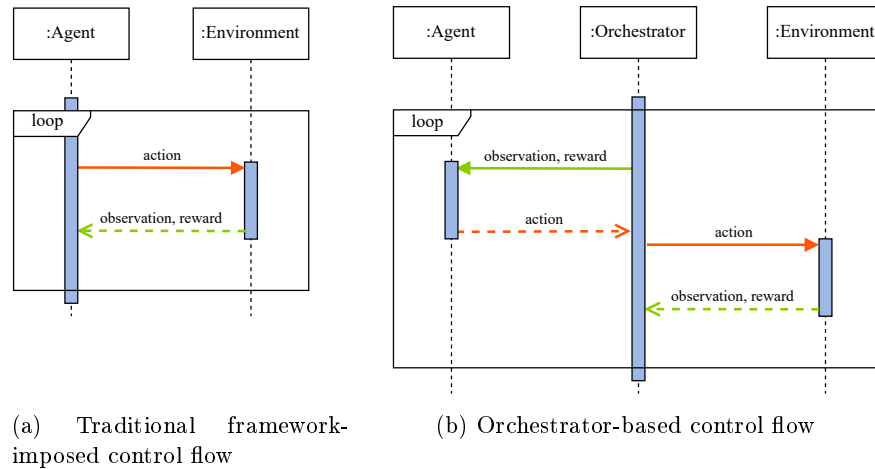 :Agent
:Environment
loop
action
observation, reward
(a) Traditional framework-
imposed control flow
:Agent
:Orchestrator
:Environment
loop
observation, reward
action
action
observation, reward
(b) Orchestrator-based control flow